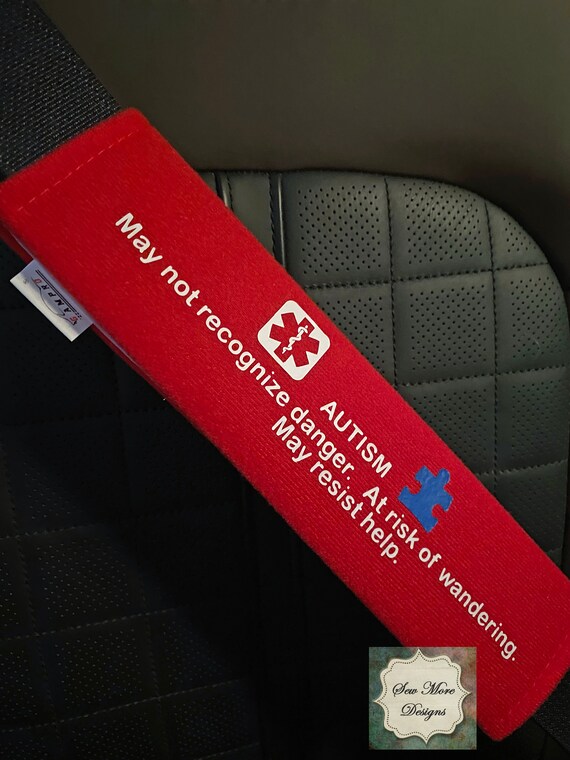 AUTISM
May not recognize danger. At risk of wandering.
May resist help.
Sew More
Designs